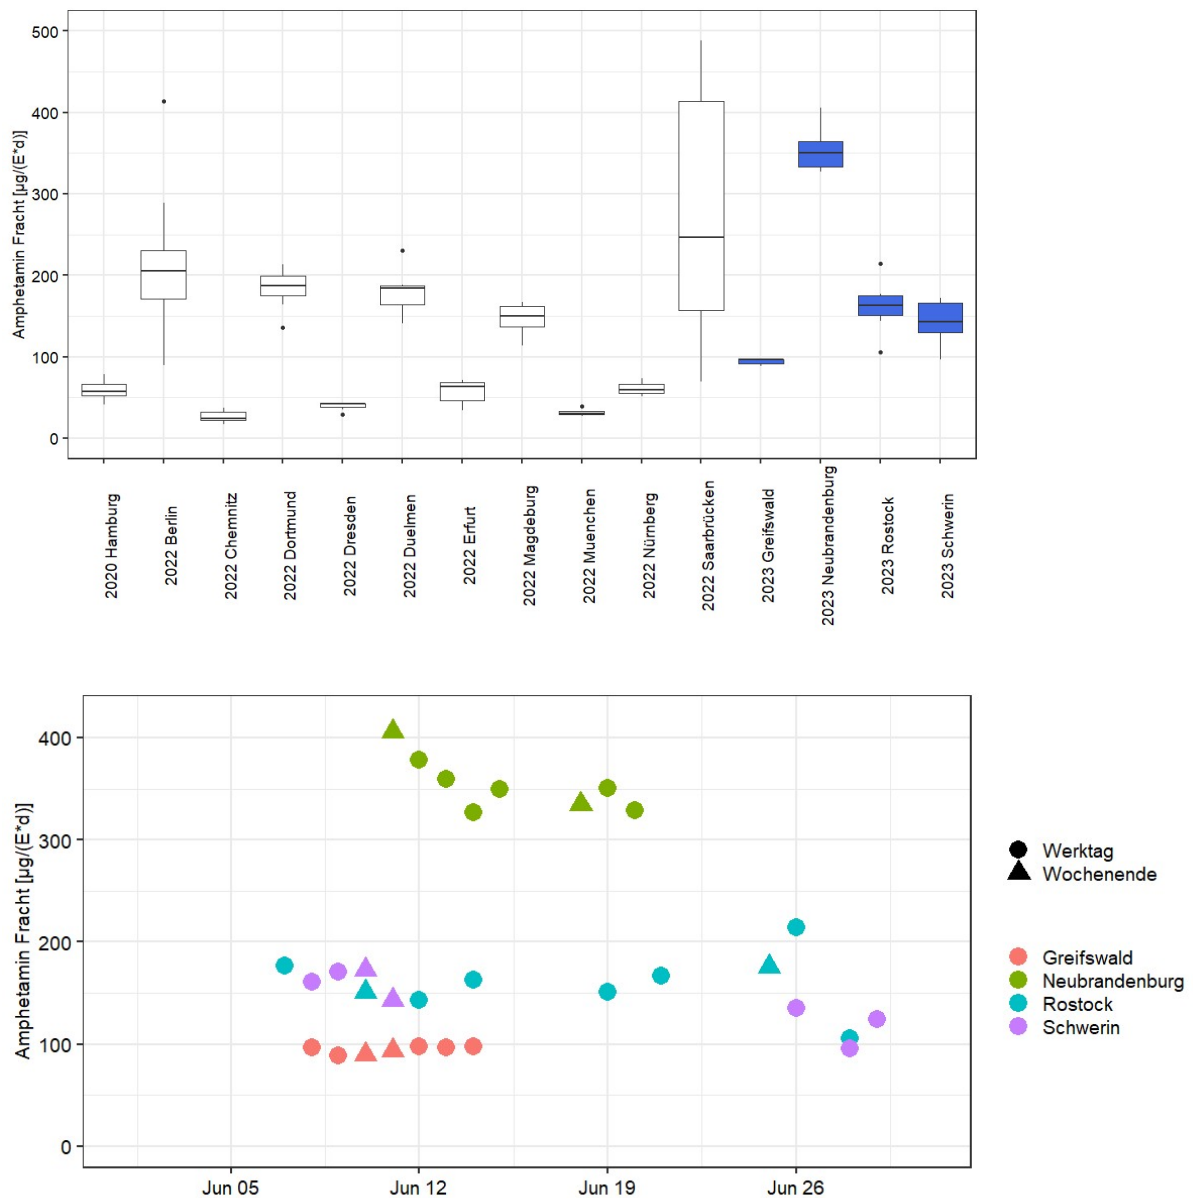 Amphetamin Fracht [µg/(E*d)]
500
400
300
200
100
0
2020 Hamburg
2022 Berlin
2022 Chemnitz
2022 Dortmund
2022 Dresden
2022 Duelmen
2022 Erfurt
2022 Magdeburg
2022 Muenchen
2022 Nürnberg
2022 Saarbrücken
2023 Greifswald
2023 Neubrandenburg
2023 Rostock
2023 Schwerin
Amphetamin Fracht [µg/(E*d)]
400
300
200
100
0
Jun 05
Jun 12
Jun 19
Jun 26
Werktag
Wochenende
Greifswald
Neubrandenburg
Rostock
Schwerin